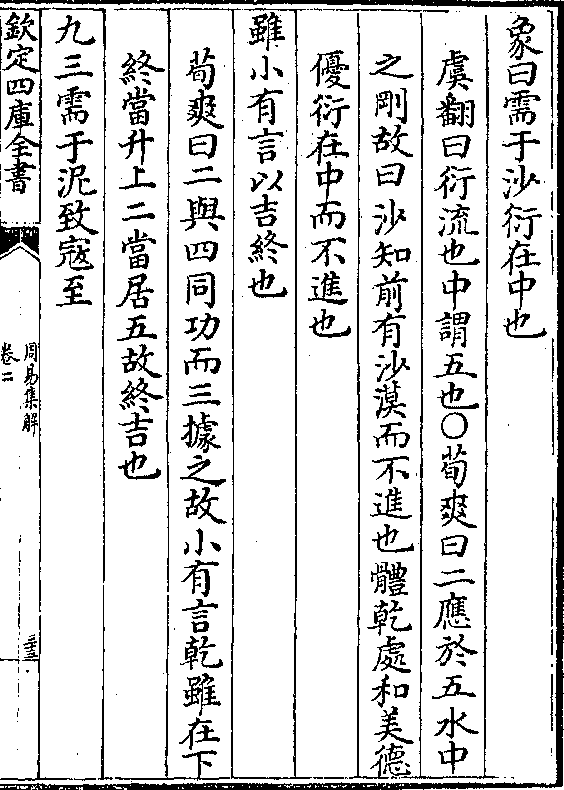 象曰需于沙衍在中也
虞翻曰衍流也中謂五也○荀爽曰二應於五水中
之剛故曰沙知前有沙漠而不進也體乾處和美德
優衍在中而不進也
雖小有言以吉終也
荀爽曰二與四同功而三據之故小有言乾雖在下
終當升上二當居五故終吉也
九三需于泥致寇至
欽定四庫全書
周易集解
卷二